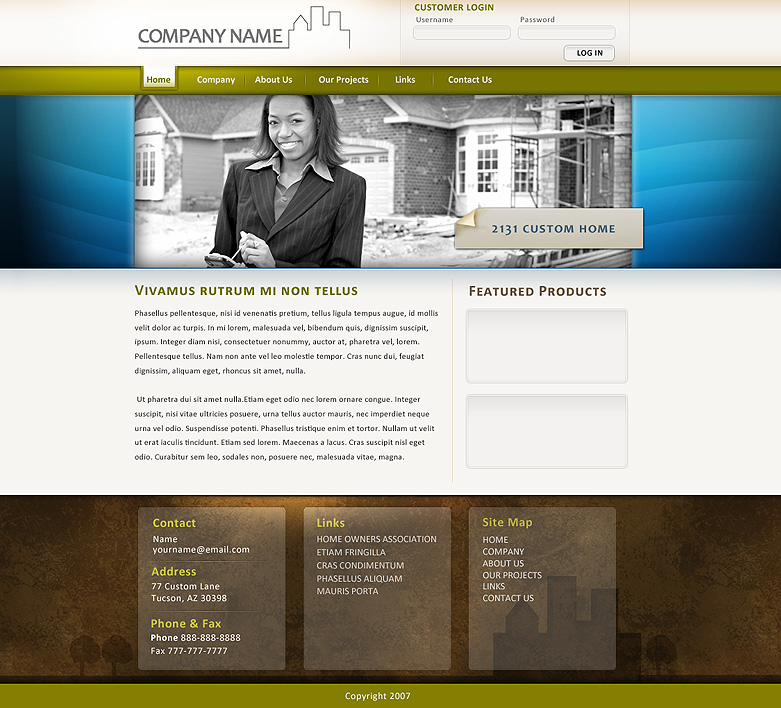 COMPANY NAME
CUSTOMER LOGIN
Username
Password
LOG IN
Home
Company
About Us
Our Projects
Links
Contact Us
2131 CUSTOM HOME
VIVAMUS RUTRUM MI NON TELLUS
Phasellus pellentesque, nisi id venenatis pretium, tellus ligula tempus augue, id mollis
velit dolor ac turpis. In mi lorem, malesuada vel, bibendum quis, dignissim suscipit,
ipsum. Integer diam nisi, consectetuer nonummy, auctor at, pharetra vel, lorem.
Pellentesque tellus. Nam non ante vel leo molestie tempor. Cras nunc dui, feugiat
dignissim, aliquam eget, rhoncus sit amet, nulla.
Ut pharetra dui sit amet nulla.Etiam eget odio nec lorem ornare congue. Integer
suscipit, nisi vitae ultricies posuere, urna tellus auctor mauris, nec imperdiet neque
urna vel odio. Suspendisse potenti. Phasellus tristique enim et tortor. Nullam ut velit
ut erat iaculis tincidunt. Etiam sed lorem. Maecenas a lacus. Cras suscipit nisl eget
odio. Curabitur sem leo, sodales non, posuere nec, malesuada vitae, magna.
FEATURED PRODUCTS
Contact
Name
yourname@email.com
Address
77 Custom Lane
Tucson, AZ 30398
Phone & Fax
Phone 888-888-8888
Fax 777-777-7777
Links
HOME OWNERS ASSOCIATION
ETIAM FRINGILLA
CRAS CONDIMENTUM
PHASELLUS ALIQUAM
MAURIS PORTA
Site Map
HOME
COMPANY
ABOUT US
OUR PROJECTS
LINKS
CONTACT US
Copyright 2007